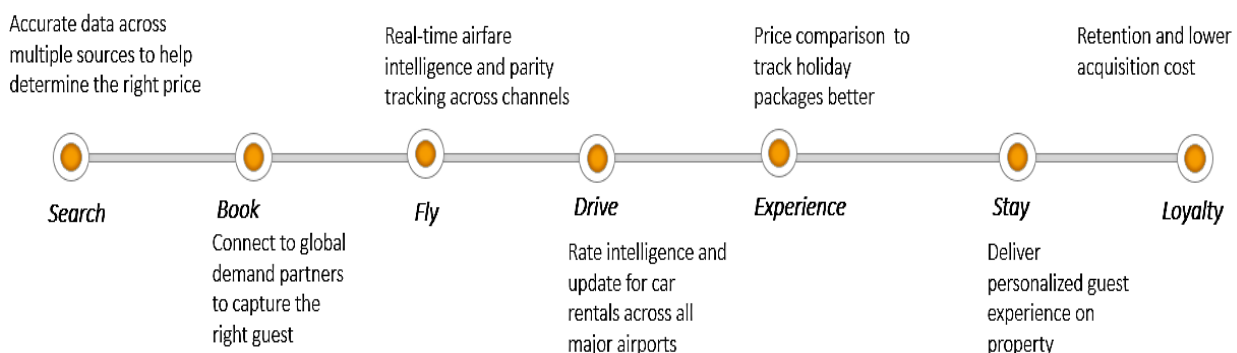 Accurate data across
multiple sources to help
determine the right price
Real-time airfare
intelligence and parity
tracking across channels
Price comparison to
track holiday
packages better
Retention and lower
acquisition cost
Search
Book
Fly
Drive
Experience
Stay
Loyalty
Connect to global
demand partners
to capture the
right guest
Rate intelligence and
update for car
rentals across all
major airports
Deliver
personalized guest
experience on
property